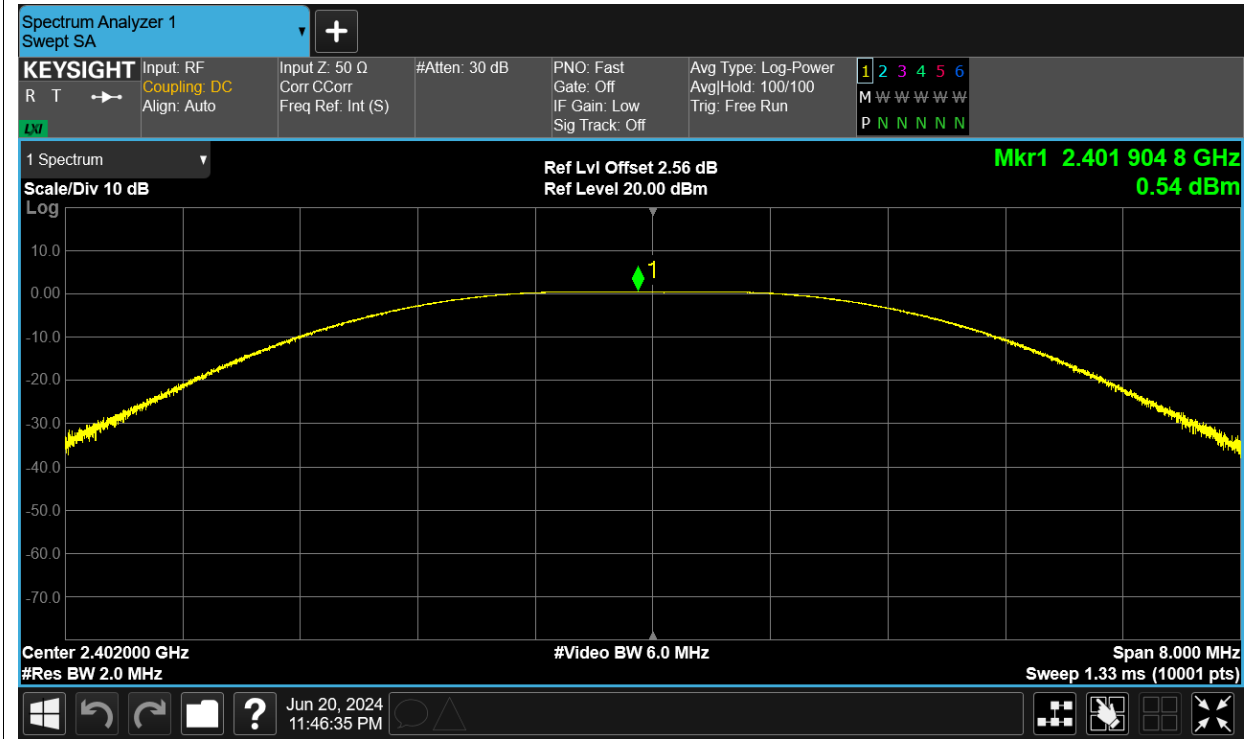 Spectrum Analyzer 1
Swept SA
+
KEYSIGHT
R T
LXI
Input: RF
Coupling: DC
Align: Auto
Input Z: 50 Ω
Corr CCorr
Freq Ref: Int (S)
#Atten: 30 dB
PNO: Fast
Gate: Off
IF Gain: Low
Sig Track: Off
Avg Type: Log-Power
Avg|Hold: 100/100
Trig: Free Run
1 2 3 4 5 6
M W W W W W
P N N N N N
1 Spectrum
Scale/Div 10 dB
Ref Lvl Offset 2.56 dB
Ref Level 20.00 dBm
Mkr1 2.401 904 8 GHz
0.54 dBm
Log
10.0
0.00
-10.0
-20.0
-30.0
-40.0
-50.0
-60.0
-70.0
1
Center 2.402000 GHz
#Res BW 2.0 MHz
#Video BW 6.0 MHz
Span 8.000 MHz
Sweep 1.33 ms (10001 pts)
?
Jun 20, 2024
11:46:35 PM